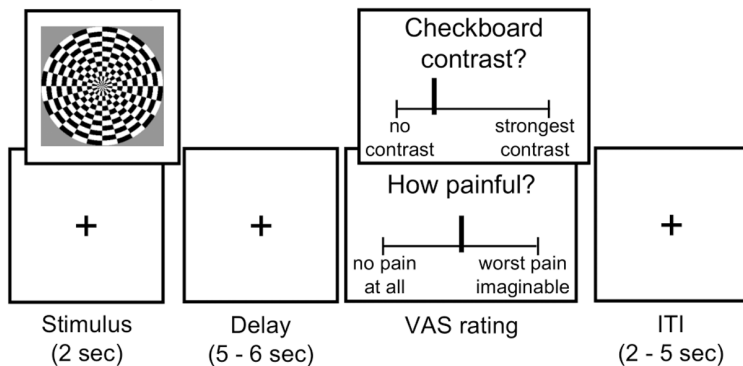 Checkboard
contrast?
no
contrast
strongest
contrast
How painful?
no pain
at all
worst pain
imaginable
Stimulus
(2 sec)
Delay
(5 - 6 sec)
VAS rating
ITI
(2 - 5 sec)